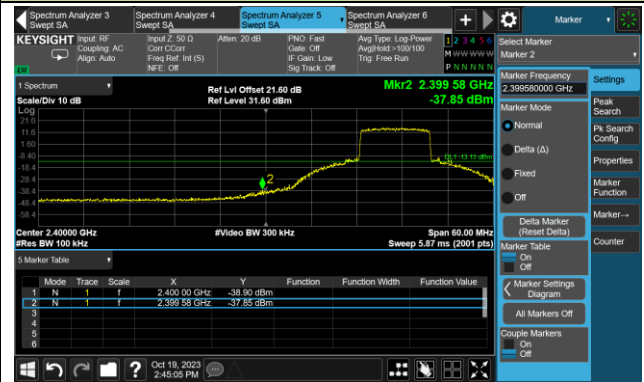 Spectrum Analyzer 3
Swept SA
Spectrum Analyzer 4
Swept SA
Spectrum Analyzer 5
Swept SA
Spectrum Analyzer 6
Swept SA
+
Marker
KEYSIGHT
Input: RF
Coupling: AC
Align: Auto
Input Z: 50 Ω
Corr CCorr
Freq Ref: Int (S)
NFE: Off
Atten: 20 dB
PNO: Fast
Gate: Off
IF Gain: Low
Sig Track: Off
Avg Type: Log-Power
Avg|Hold >100/100
Trig: Free Run
1 2 3 4 5 6
M W W W W W
P N N N N N
LNI
Select Marker
Marker 2
1 Spectrum
Scale/Div 10 dB
Ref Lvl Offset 21.60 dB
Ref Level 31.60 dBm
Mkr2 2.399 58 GHz
-37.85 dBm
Log
21.6
11.6
1.60
-8.40
-18.4
-28.4
-38.4
-48.4
-58.4
DL1 -13.13 dBm
2
Center 2.40000 GHz
#Res BW 100 kHz
#Video BW 300 kHz
Span 60.00 MHz
Sweep 5.87 ms (2001 pts)
5 Marker Table
Mode Trace Scale X Y Function Function Width Function Value
1 N 1 f 2.400 00 GHz -38.90 dBm
2 N 1 f 2.399 58 GHz -37.85 dBm
3
4
5
6
Marker Frequency
2.399580000 GHz
Marker Mode
Normal
Delta (Δ)
Fixed
Off
Delta Marker
(Reset Delta)
Marker Table
On
Off
Marker Settings
Diagram
All Markers Off
Couple Markers
On
Off
Settings
Peak
Search
Pk Search
Config
Properties
Marker
Function
Marker→
Counter
?
Oct 19, 2023
2:45:05 PM